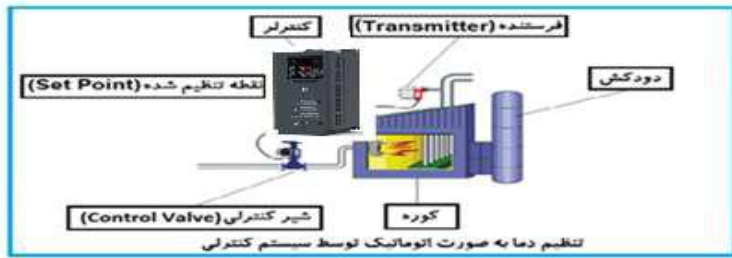 فرستنده (Transmitter)
کنترلر
دودکش
نقطه تنظیم شده (Set Point)
کوره
شیر کنترلی (Control Valve)
تنظیم دما به صورت اتوماتیک توسط سیستم کنترلی